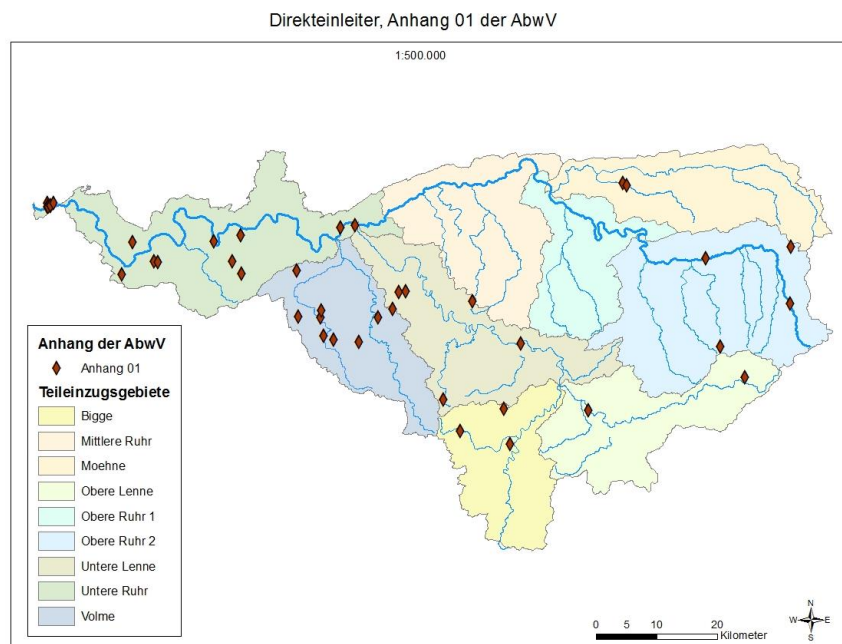 Direkteinleiter, Anhang 01 der AbwV
1:500.000
Anhang der AbwV
Anhang 01
Teileinzugsgebiete
Bigge
Mittlere Ruhr
Moehne
Obere Lenne
Obere Ruhr 1
Obere Ruhr 2
Untere Lenne
Untere Ruhr
Volme
N
W E
S
0 5 10 20
Kilometer